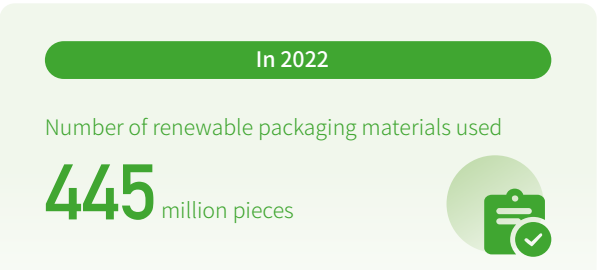 In 2022
Number of renewable packaging materials used
445 million pieces